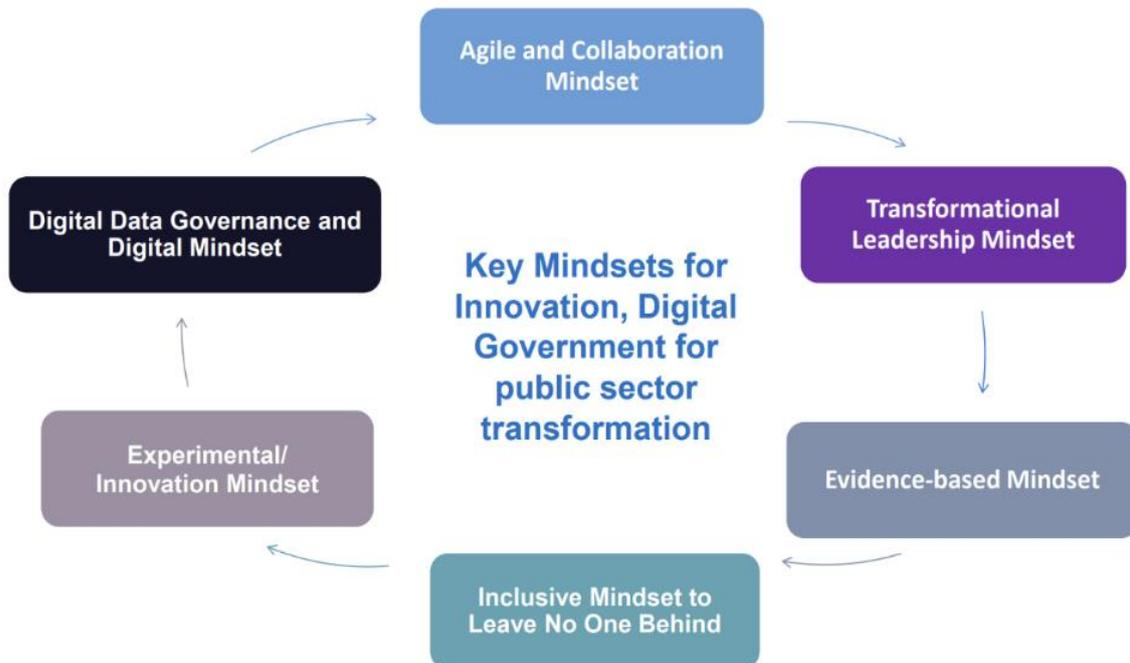 Agile and Collaboration
Mindset
Transformational
Leadership Mindset
Evidence-based Mindset
Inclusive Mindset to
Leave No One Behind
Experimental/
Innovation Mindset
Digital Data Governance and
Digital Mindset
Key Mindsets for
Innovation, Digital
Government for
public sector
transformation